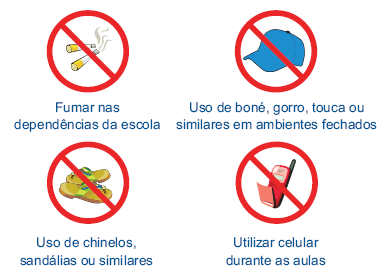 Fumar nas
dependências da escola
Uso de boné, gorro, touca ou
similares em ambientes fechados
Uso de chinelos,
sandálias ou similares
Utilizar celular
durante as aulas